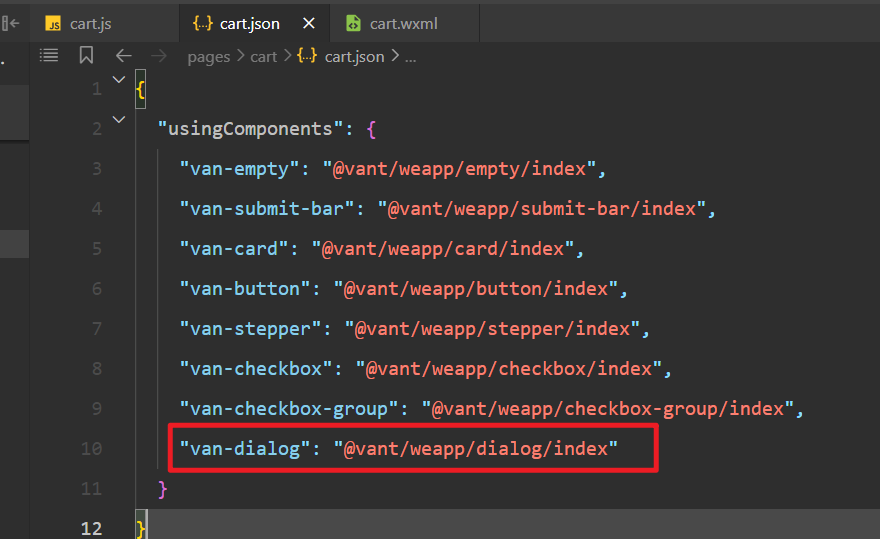 cart.js {..} cart.json × cart.wxml
pages > cart > {..} cart.json > ...
1 {
2 "usingComponents": {
3 "van-empty": "@vant/weapp/empty/index",
4 "van-submit-bar": "@vant/weapp/submit-bar/index",
5 "van-card": "@vant/weapp/card/index",
6 "van-button": "@vant/weapp/button/index",
7 "van-stepper": "@vant/weapp/stepper/index",
8 "van-checkbox": "@vant/weapp/checkbox/index",
9 "van-checkbox-group": "@vant/weapp/checkbox-group/index",
10 "van-dialog": "@vant/weapp/dialog/index"
11 }
12 }